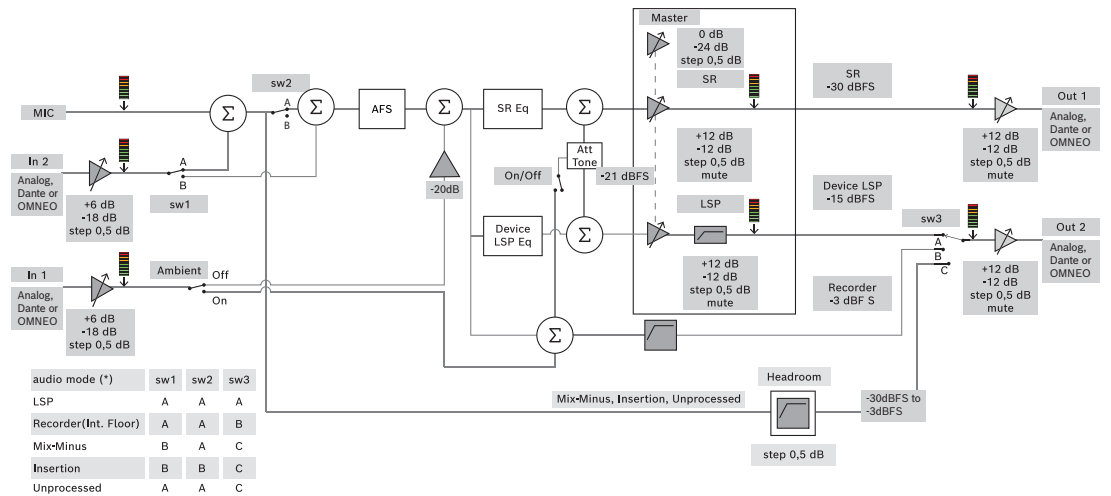 Master
0 dB
-24 dB
step 0,5 dB
SR
SR
-30 dBFS
sw2
A
B
MIC
Σ
Σ
AFS
Σ
SR Eq
Σ
+12 dB
-12 dB
step 0,5 dB
mute
+12 dB
-12 dB
step 0,5 dB
mute
Out 1
Analog,
Dante or
OMNEO
In 2
Analog,
Dante or
OMNEO
+6 dB
-18 dB
step 0,5 dB
A
B
sw1
-20dB
On/Off
Att
Tone
-21 dBFS
Device LSP
-15 dBFS
LSP
Device
LSP Eq
Σ
+12 dB
-12 dB
step 0,5 dB
mute
sw3
A
B
C
Out 2
Analog,
Dante or
OMNEO
+12 dB
-12 dB
step 0,5 dB
mute
In 1
Analog,
Dante or
OMNEO
+6 dB
-18 dB
step 0,5 dB
Ambient
Off
On
Σ
Recorder
-3 dBF S
audio mode (*) sw1 sw2 sw3
LSP A A A
Recorder(Int. Floor) A A B
Mix-Minus B A C
Insertion B B C
Unprocessed A A C
Mix-Minus, Insertion, Unprocessed
Headroom
step 0,5 dB
-30dBFS to
-3dBFS